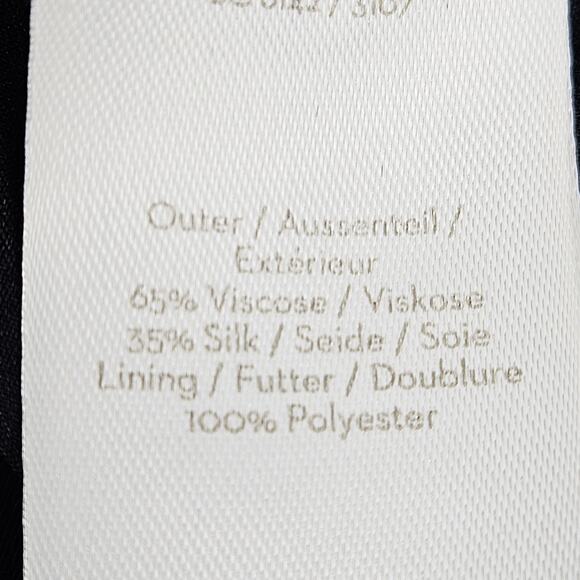 Outer / Aussenteil /
Extérieur
65% Viscose / Viskose
35% Silk / Seide / Soie
Lining / Futter / Doublure
100% Polyester